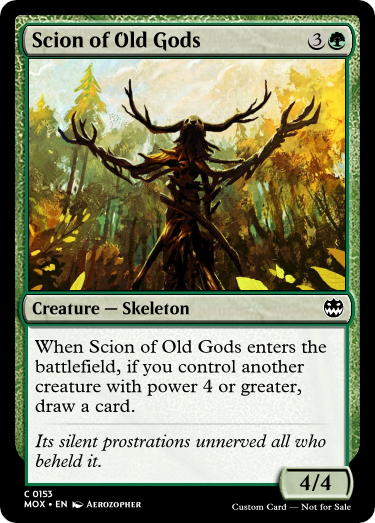 Scion of Old Gods 3
Creature — Skeleton
When Scion of Old Gods enters the
battlefield, if you control another
creature with power 4 or greater,
draw a card.
Its silent prostrations unnerved all who
beheld it.
4/4
C 0153
MOX • EN Aerozopher
Custom Card — Not for Sale